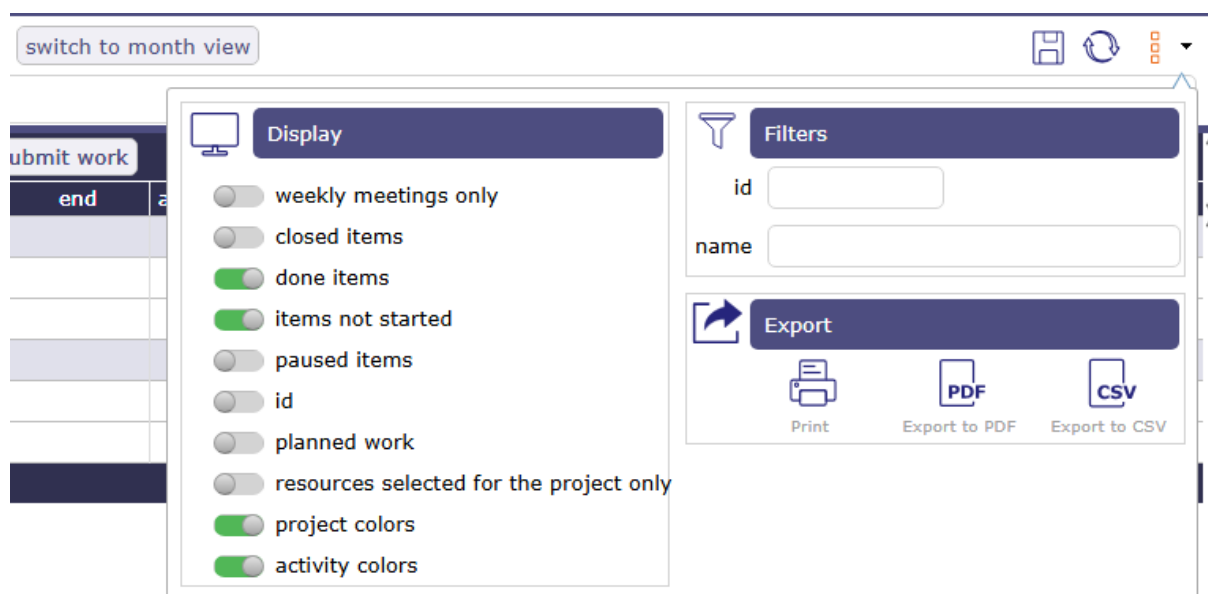 switch to month view
ubmit work
end
a
Display
weekly meetings only
closed items
done items
items not started
paused items
id
planned work
resources selected for the project only
project colors
activity colors
Filters
id
name
Export
PDF
CSV
Print
Export to PDF
Export to CSV